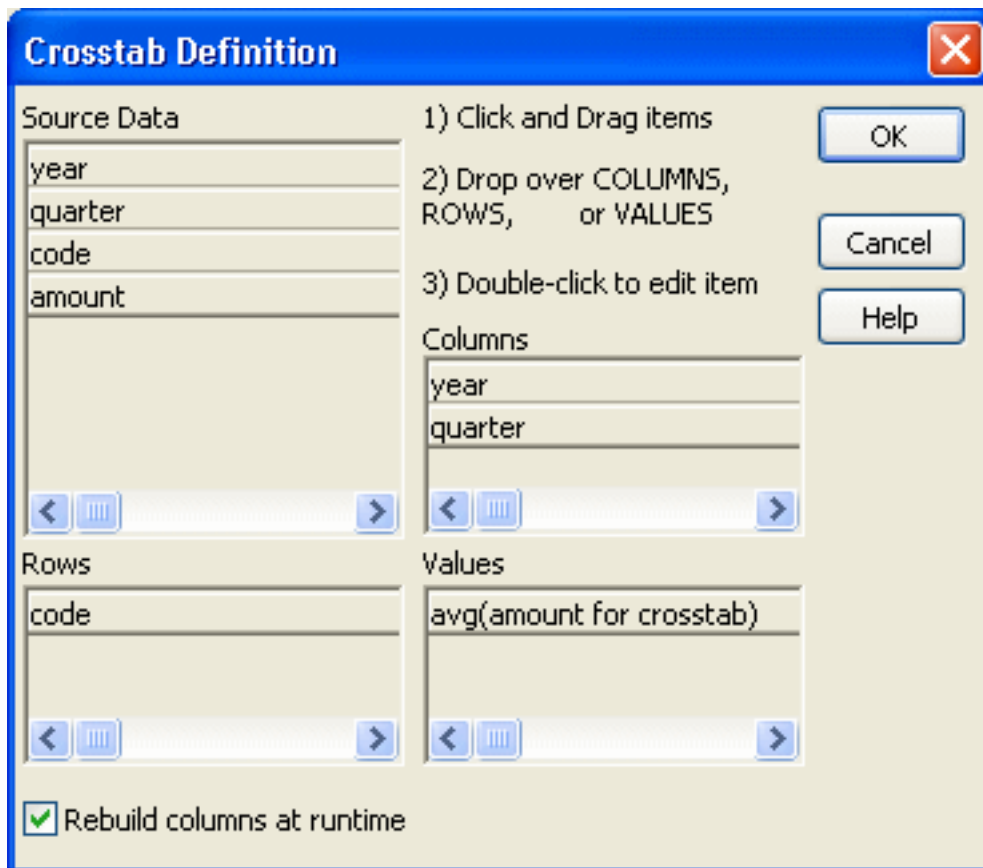 Crosstab Definition
Source Data
year
quarter
code
amount
1) Click and Drag items
2) Drop over COLUMNS,
ROWS, or VALUES
3) Double-click to edit item
OK
Cancel
Help
Columns
year
quarter
Rows
code
Values
avg(amount for crosstab)
Rebuild columns at runtime